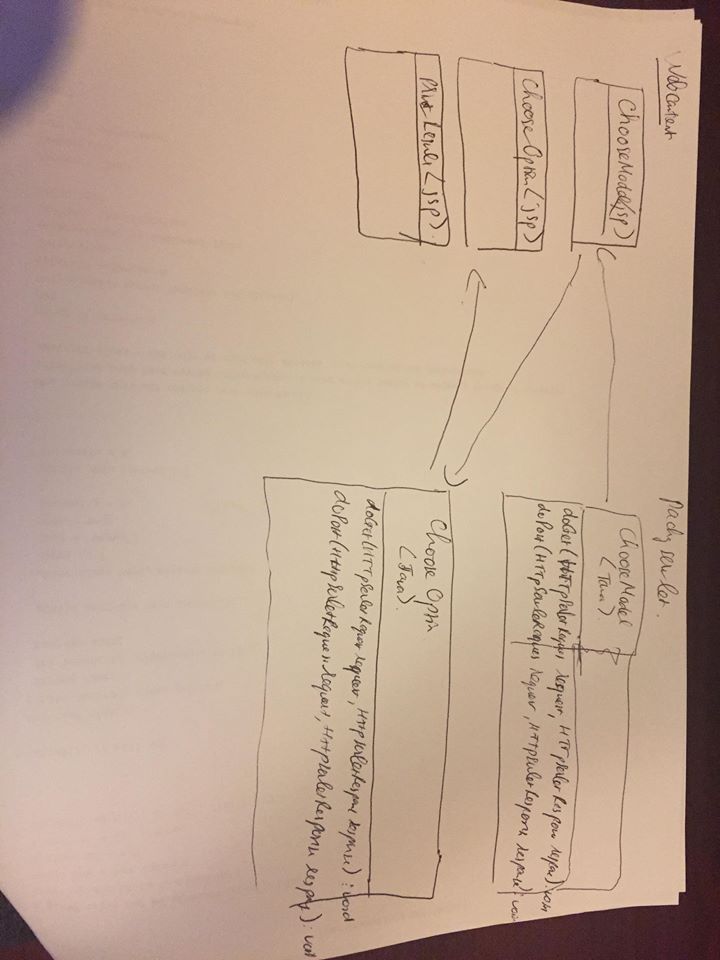 WebContent
ChooseModel(jsp)
Choose Option(jsp)
Print Result(jsp)
servlet.
ChooseModel
(Java).
doGet(HTTpServletRequest request, HTTpServletResponse response): void
doPost(HTTpServletRequest request, HTTpServletResponse response): void
Choose Option
(Java).
doGet(HTTpServletRequest request, HttpServletResponse response): void
doPost(HttpServletRequest request, HttpServletResponse response): void